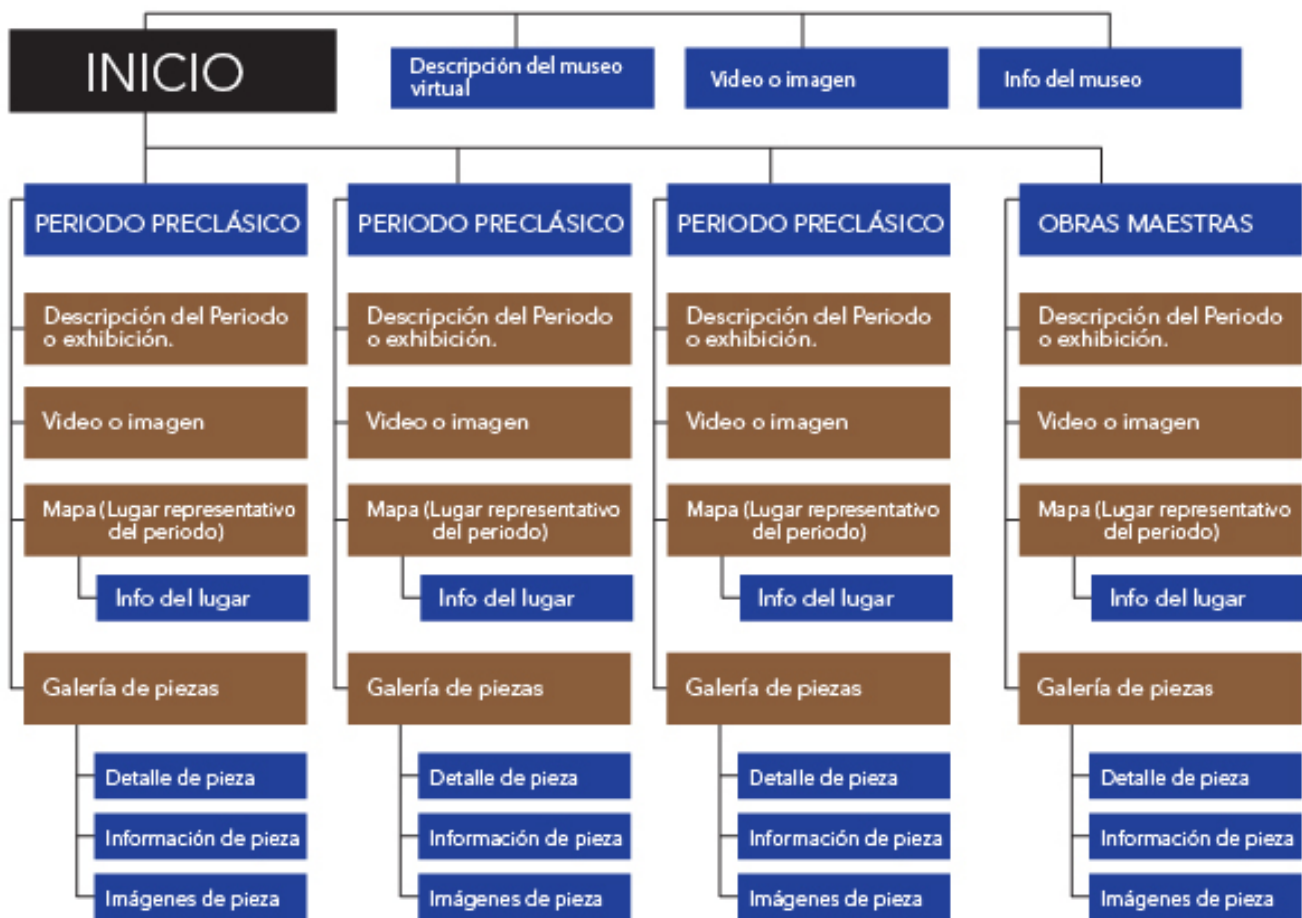 INICIO
Descripción del museo
virtual
Video o imagen
Info del museo
PERIODO PRECLÁSICO
Descripción del Periodo
o exhibición.
Video o imagen
Mapa (Lugar representativo
del periodo)
Info del lugar
Galería de piezas
Detalle de pieza
Información de pieza
Imágenes de pieza
PERIODO PRECLÁSICO
Descripción del Periodo
o exhibición.
Video o imagen
Mapa (Lugar representativo
del periodo)
Info del lugar
Galería de piezas
Detalle de pieza
Información de pieza
Imágenes de pieza
PERIODO PRECLÁSICO
Descripción del Periodo
o exhibición.
Video o imagen
Mapa (Lugar representativo
del periodo)
Info del lugar
Galería de piezas
Detalle de pieza
Información de pieza
Imágenes de pieza
OBRAS MAESTRAS
Descripción del Periodo
o exhibición.
Video o imagen
Mapa (Lugar representativo
del periodo)
Info del lugar
Galería de piezas
Detalle de pieza
Información de pieza
Imágenes de pieza